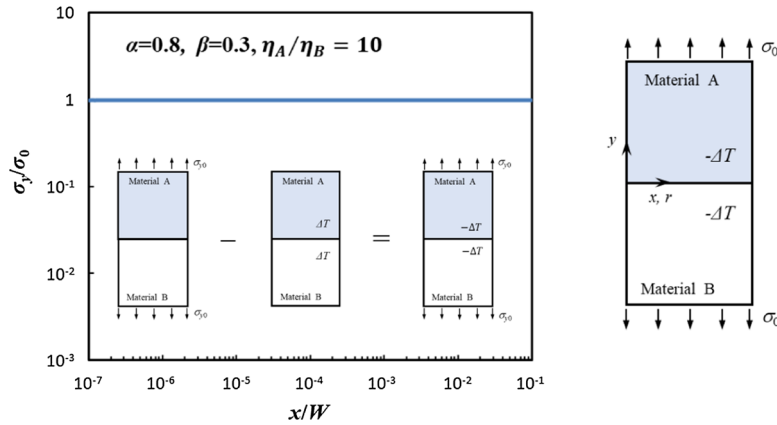 α=0.8, β=0.3, η_A/η_B = 10
σ_y/σ_0
10
1
10⁻¹
10⁻²
10⁻³
10⁻⁷
10⁻⁶
10⁻⁵
10⁻⁴
10⁻³
10⁻²
10⁻¹
x/W
σ_y0
Material A
Material B
σ_y0
−
Material A
ΔT
ΔT
Material B
=
σ_y0
Material A
−ΔT
−ΔT
Material B
σ_y0
σ_0
Material A
y
-ΔT
x, r
-ΔT
Material B
σ_0